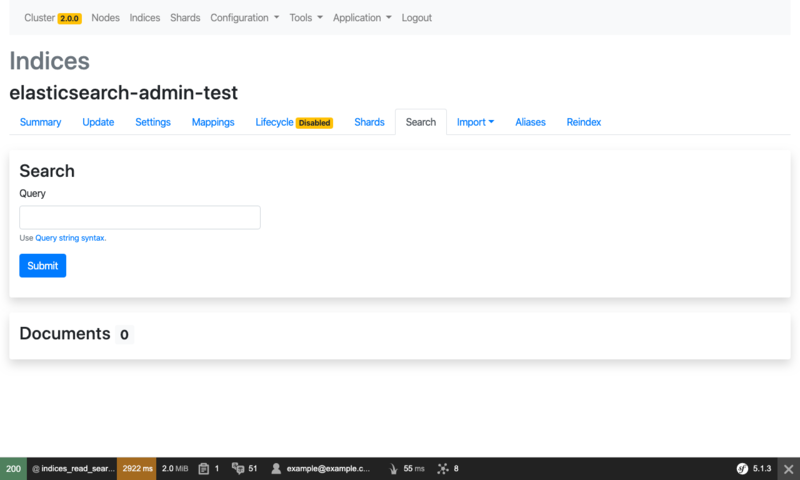 Cluster 2.0.0 Nodes Indices Shards Configuration Tools Application Logout
Indices
elasticsearch-admin-test
Summary Update Settings Mappings Lifecycle Disabled Shards Search Import Aliases Reindex
Search
Query
Use Query string syntax.
Submit
Documents 0
200 @ indices_read_sear... 2922 ms 2.0 MiB 1 51 example@example.c... 55 ms 8 sf 5.1.3